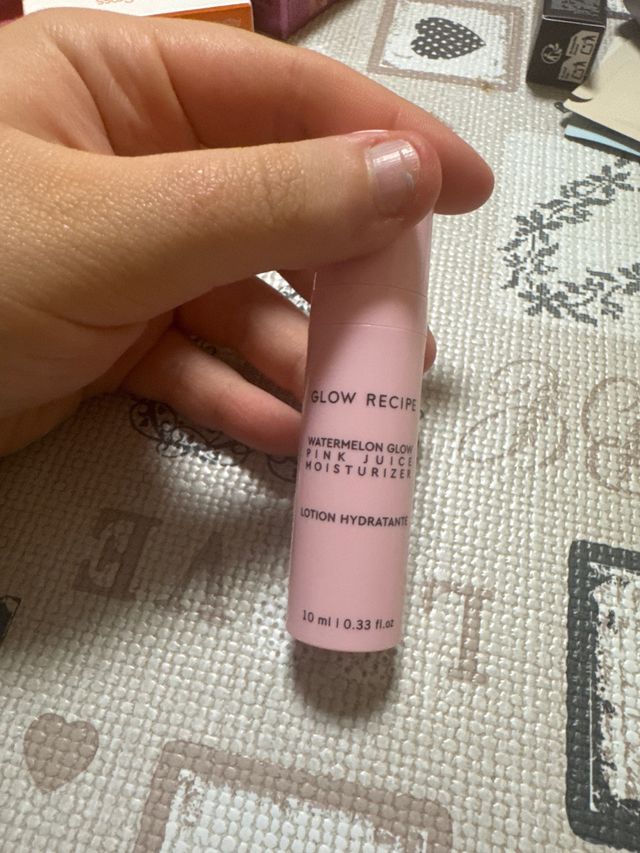 GLOW RECIPE
WATERMELON GLOW
PINK JUICE
MOISTURIZER
LOTION HYDRATANTE
10 ml | 0.33 fl.oz